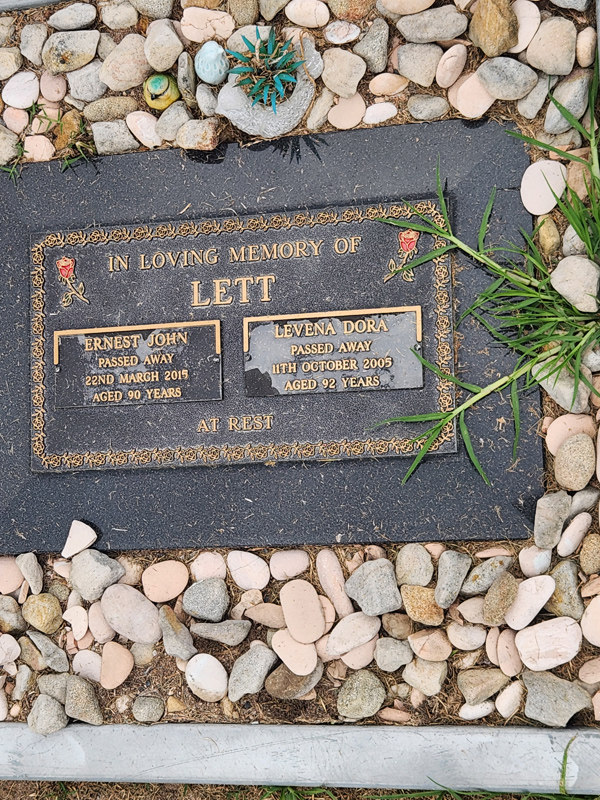 IN LOVING MEMORY OF
LETT
ERNEST JOHN
PASSED AWAY
22ND MARCH 2015
AGED 90 YEARS
LEVENA DORA
PASSED AWAY
11TH OCTOBER 2005
AGED 92 YEARS
AT REST